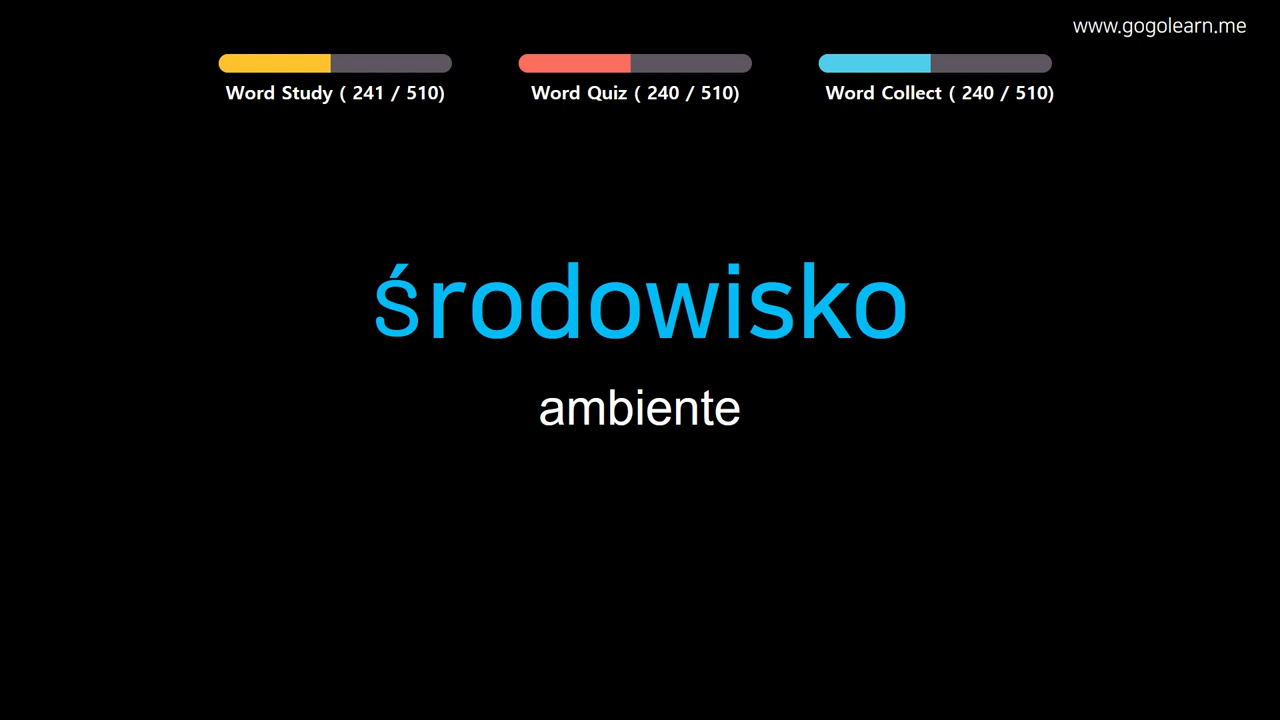 www.gogolearn.me
Word Study ( 241 / 510)
Word Quiz ( 240 / 510)
Word Collect ( 240 / 510)
środowisko
ambiente